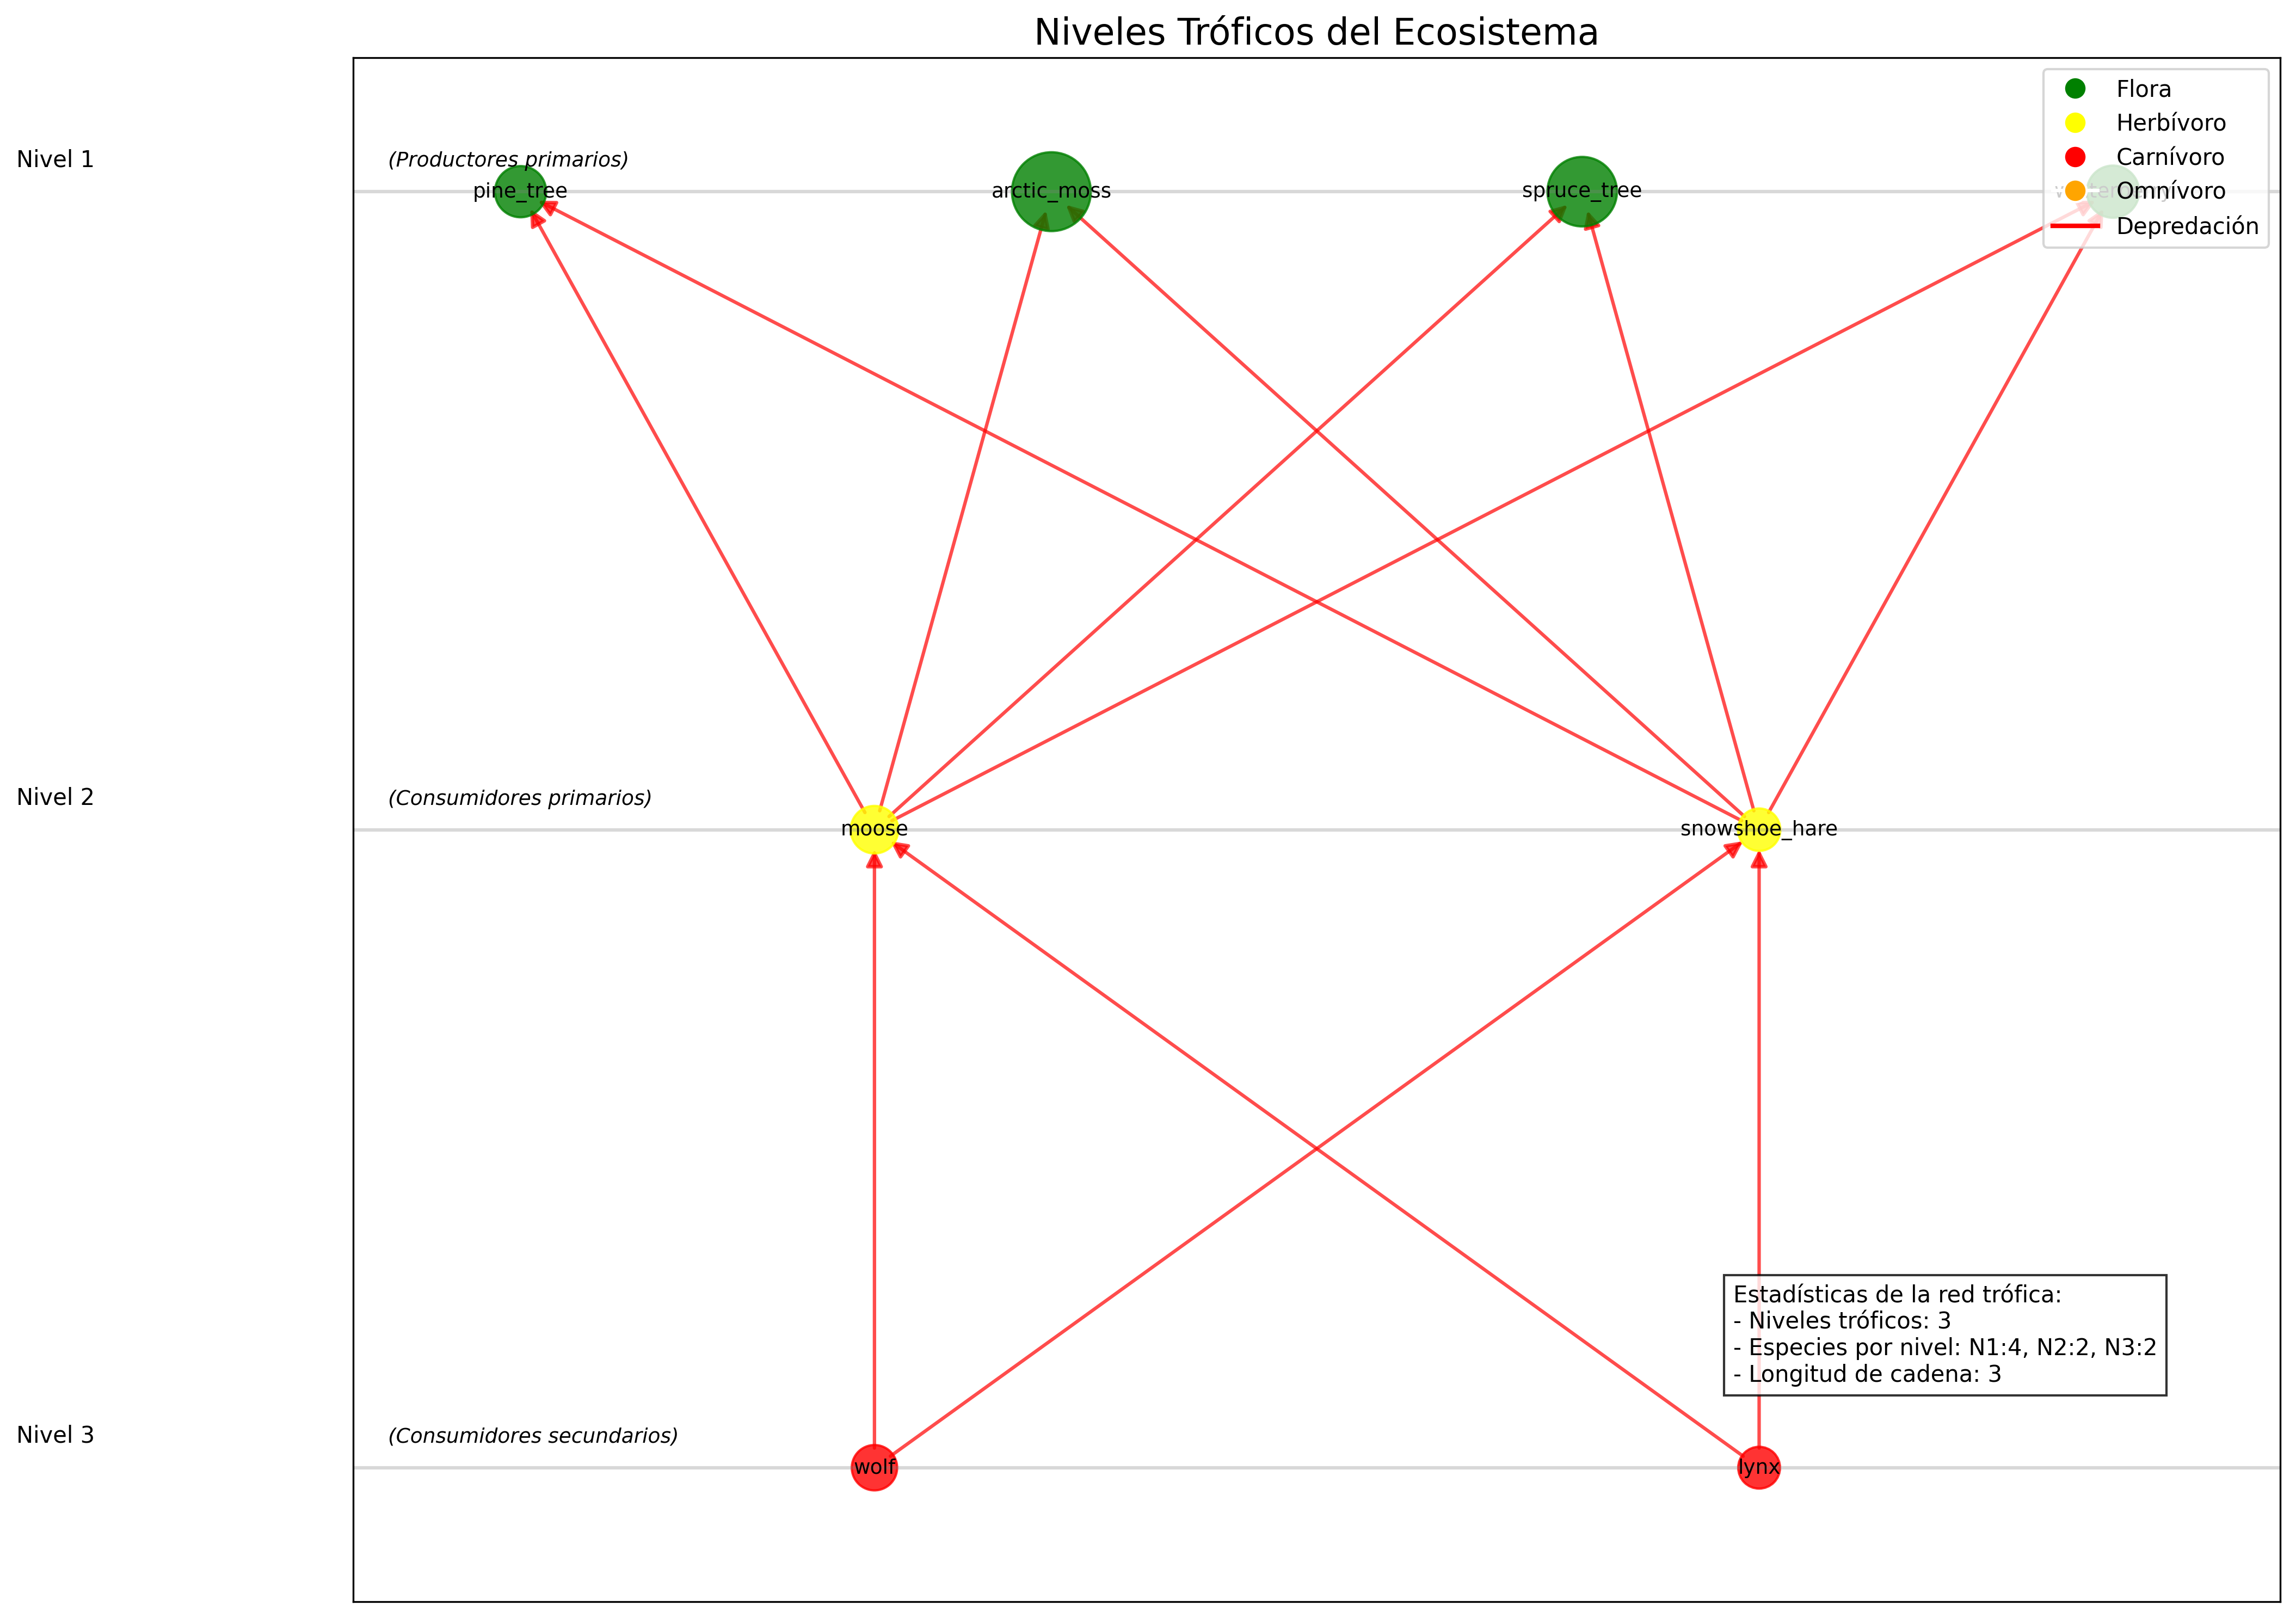 Niveles Tróficos del Ecosistema
Flora
Herbívoro
Carnívoro
Omnívoro
Depredación
Nivel 1
(Productores primarios)
pine_tree
arctic_moss
spruce_tree
Nivel 2
(Consumidores primarios)
moose
snowshoe_hare
Estadísticas de la red trófica:
- Niveles tróficos: 3
- Especies por nivel: N1:4, N2:2, N3:2
- Longitud de cadena: 3
Nivel 3
(Consumidores secundarios)
wolf
lynx